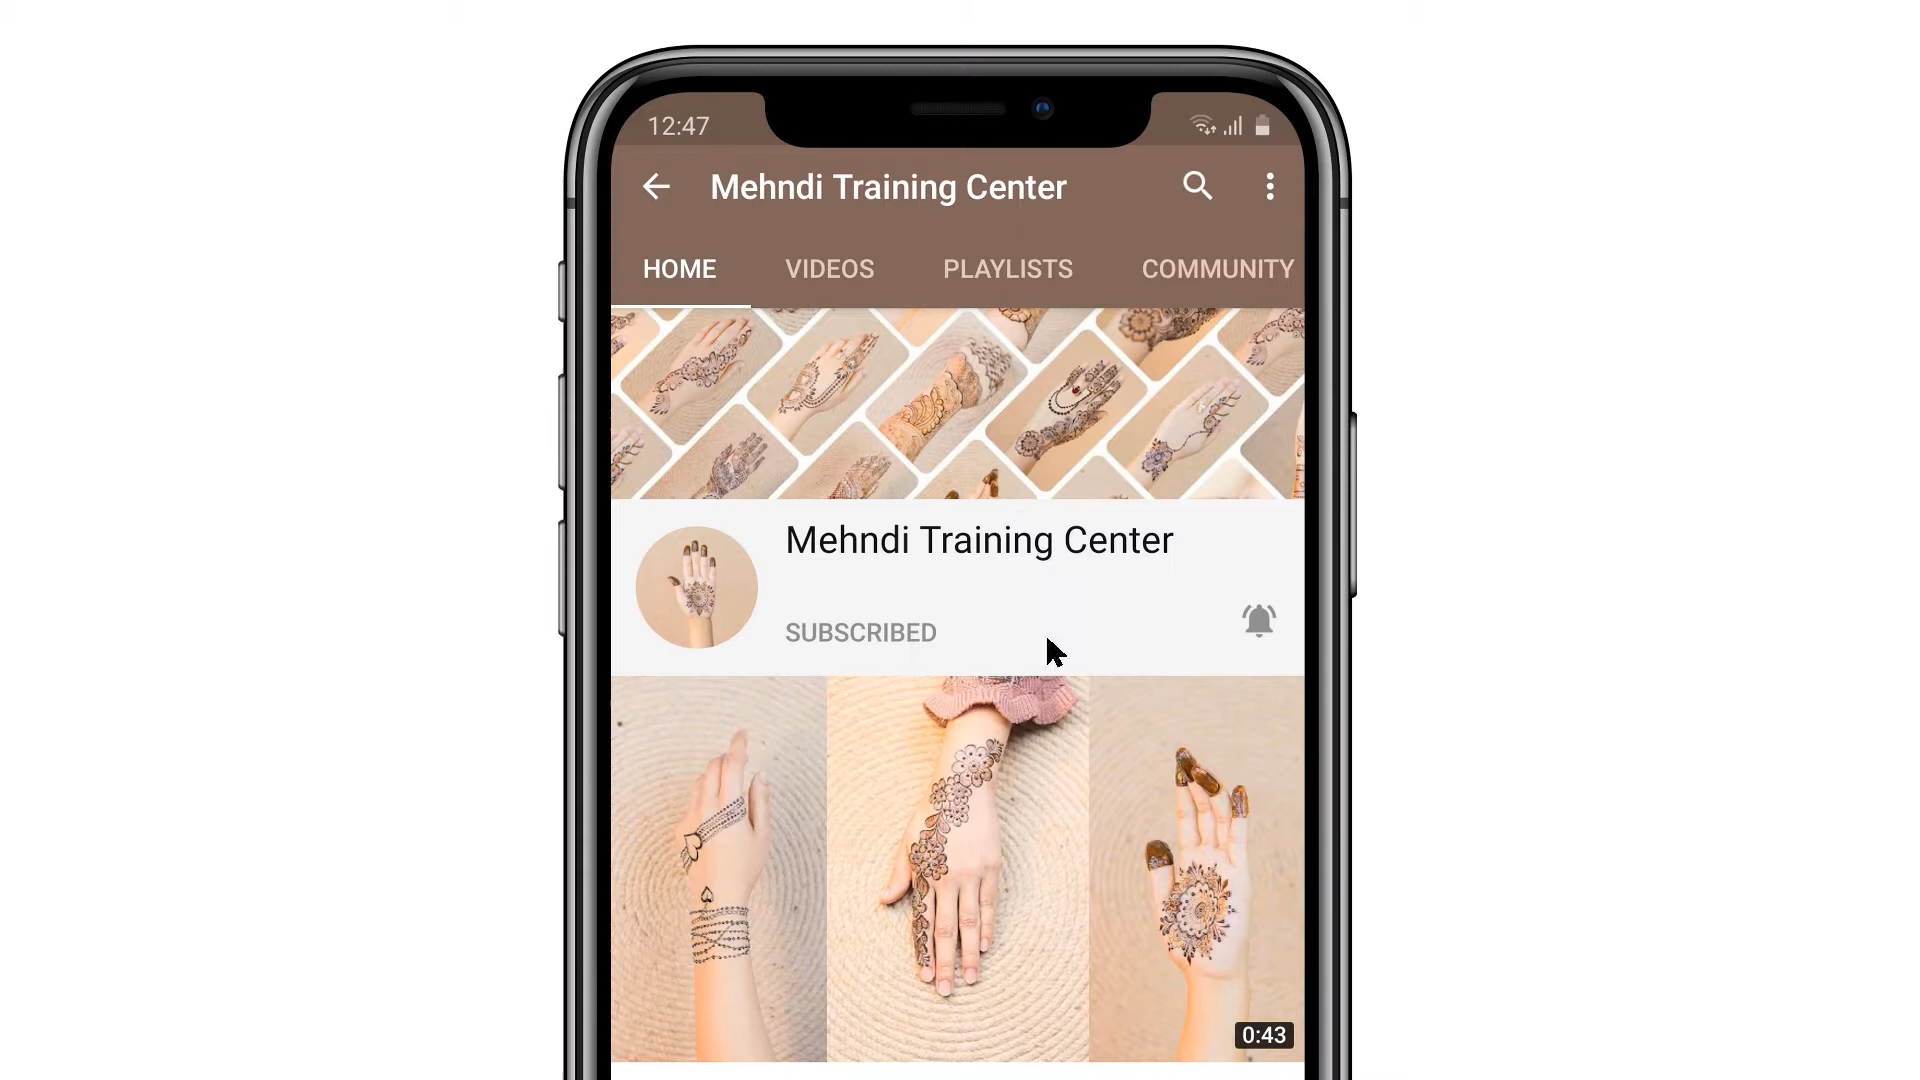 12:47
Mehndi Training Center
HOME VIDEOS PLAYLISTS COMMUNITY
Mehndi Training Center
SUBSCRIBED
0:43